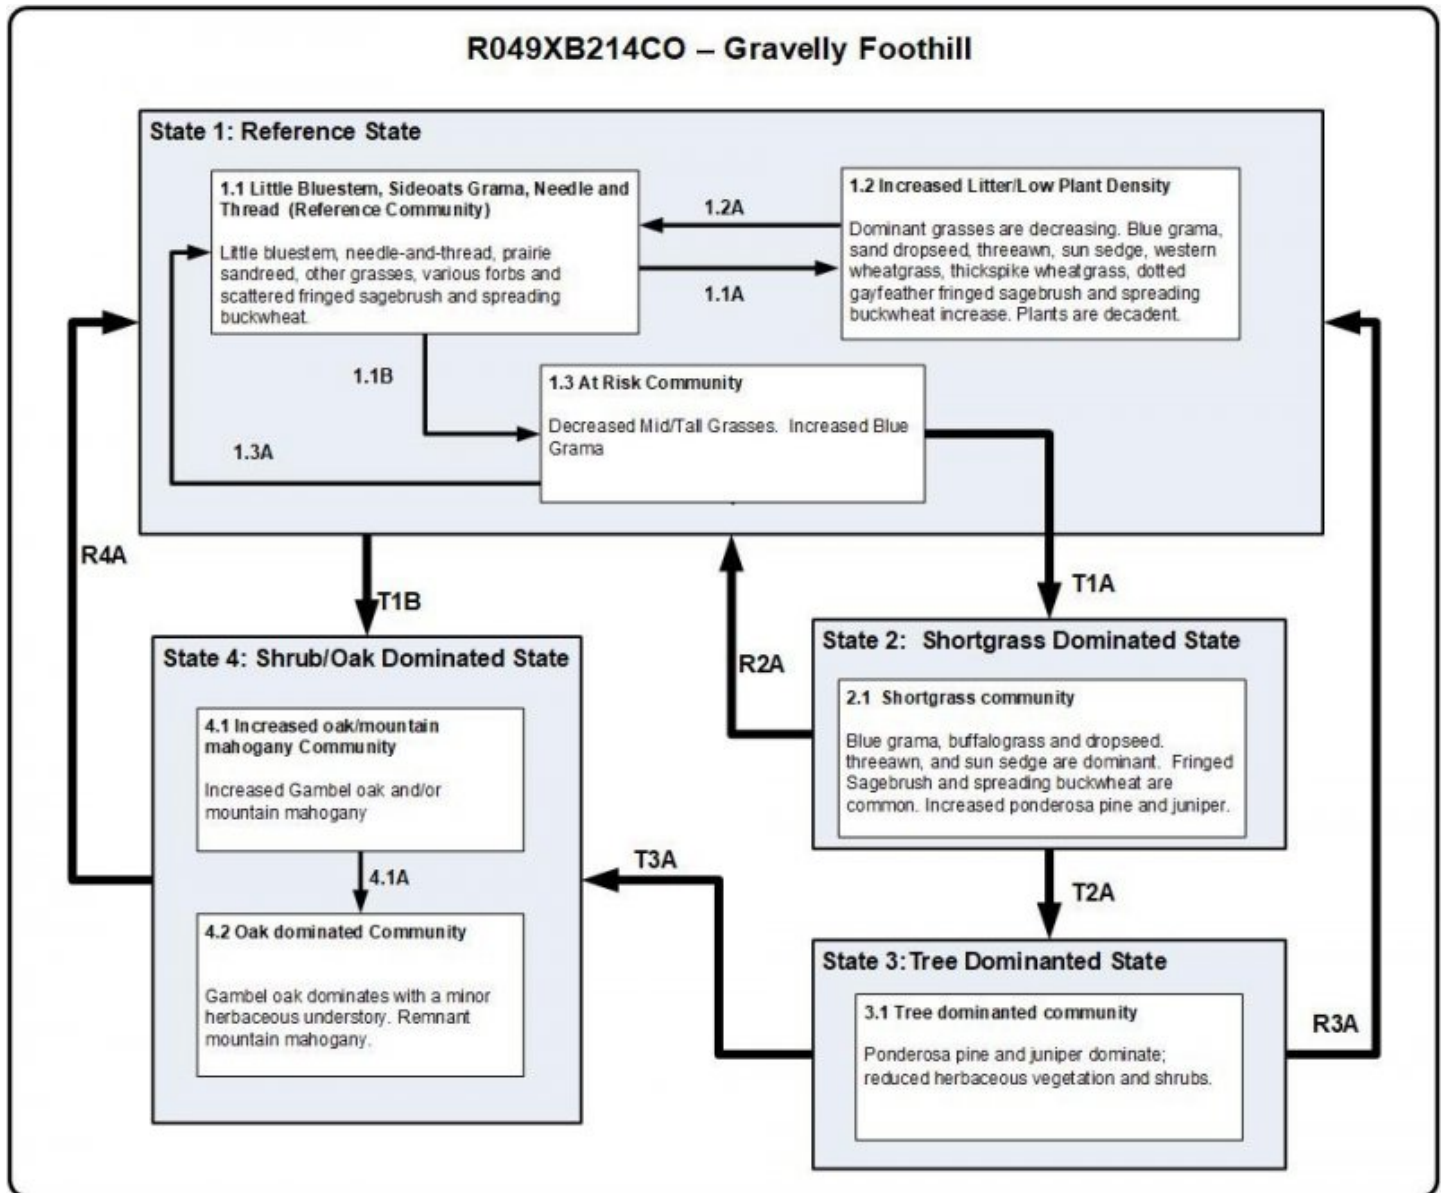 R049XB214CO – Gravelly Foothill
State 1: Reference State
1.1 Little Bluestem, Sideoats Grama, Needle and
Thread (Reference Community)
Little bluestem, needle-and-thread, prairie
sandreed, other grasses, various forbs and
scattered fringed sagebrush and spreading
buckwheat.
1.2A
1.1A
1.2 Increased Litter/Low Plant Density
Dominant grasses are decreasing. Blue grama,
sand dropseed, threeawn, sun sedge, western
wheatgrass, thickspike wheatgrass, dotted
gayfeather fringed sagebrush and spreading
buckwheat increase. Plants are decadent.
1.1B
1.3 At Risk Community
Decreased Mid/Tall Grasses. Increased Blue
Grama
1.3A
R4A
T1B
R2A
T1A
State 4: Shrub/Oak Dominated State
4.1 Increased oak/mountain
mahogany Community
Increased Gambel oak and/or
mountain mahogany
4.1A
4.2 Oak dominated Community
Gambel oak dominates with a minor
herbaceous understory. Remnant
mountain mahogany.
State 2: Shortgrass Dominated State
2.1 Shortgrass community
Blue grama, buffalograss and dropseed.
threeawn, and sun sedge are dominant. Fringed
Sagebrush and spreading buckwheat are
common. Increased ponderosa pine and juniper.
T3A
T2A
State 3: Tree Dominanted State
3.1 Tree dominanted community
Ponderosa pine and juniper dominate;
reduced herbaceous vegetation and shrubs.
R3A